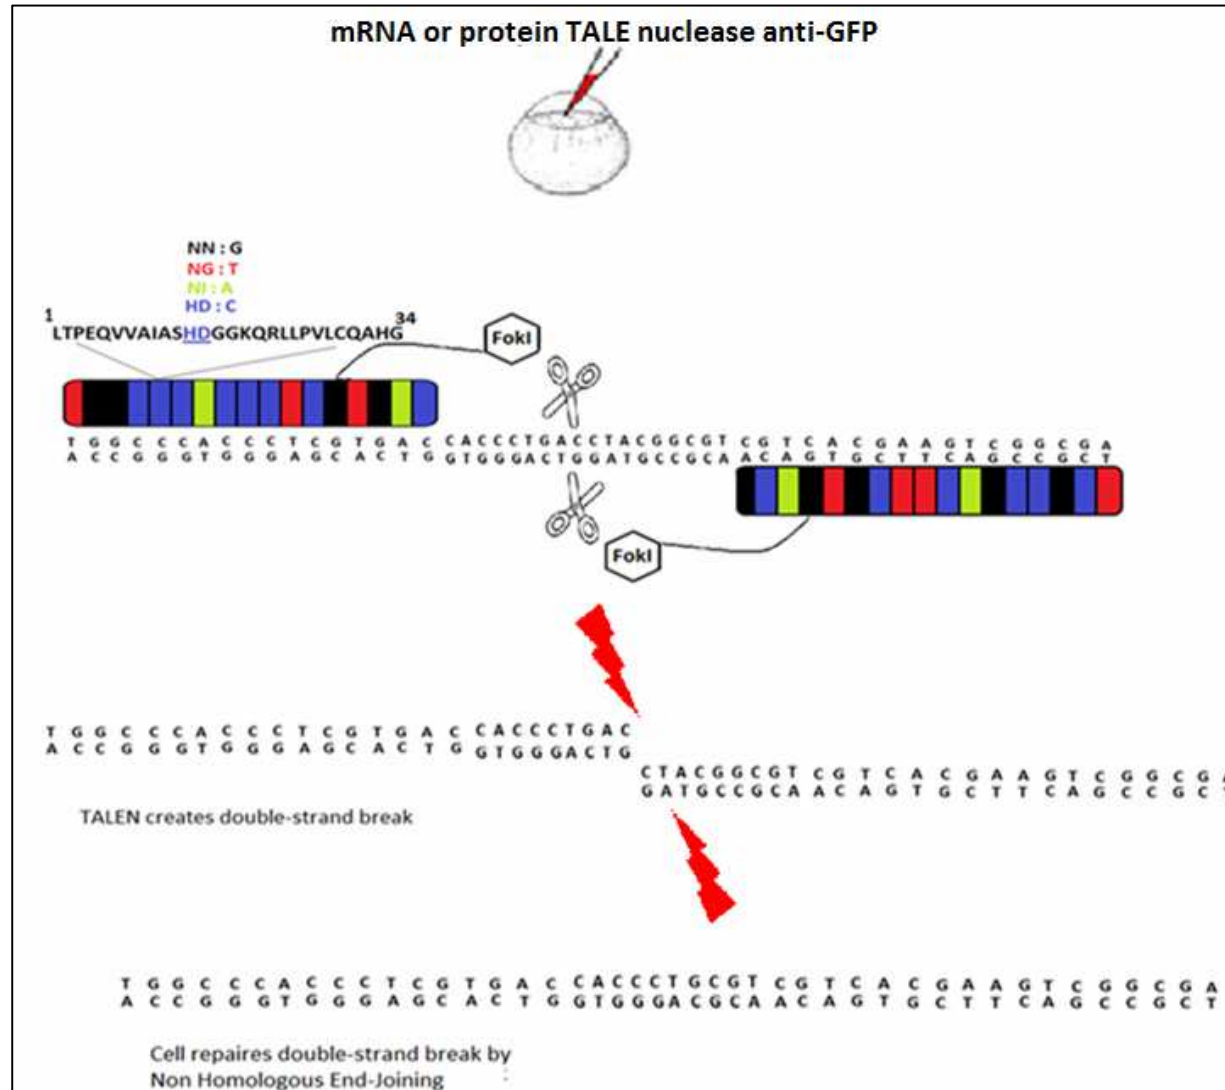 mRNA or protein TALE nuclease anti-GFP
NN : G
NG : T
NI : A
HD : C
1 LTPEQVVAIASHDGGKQRLLPVLCQAHG 34
FokI
T G G C C C A C C C T C G T G A C CACCCTGACCTACGGCGT C G T C A C G A A G T C G G C G A
A C C G G G T G G G A G C A C T G GTGGGACTGGATGCCGCA A C A G T G C T T C A G C C G C T
FokI
T G G C C C A C C C T C G T G A C CACCCTGAC
A C C G G G T G G G A G C A C T G GTGGGACTG
CTACGGCGT C G T C A C G A A G T C G G C G A
GATGCCGCA A C A G T G C T T C A G C C G C T
TALEN creates double-strand break
T G G C C C A C C C T C G T G A C CACCCTGCGT C G T C A C G A A G T C G G C G A
A C C G G G T G G G A G C A C T G GTGGGACGCA A C A G T G C T T C A G C C G C T
Cell repaires double-strand break by
Non Homologous End-Joining :